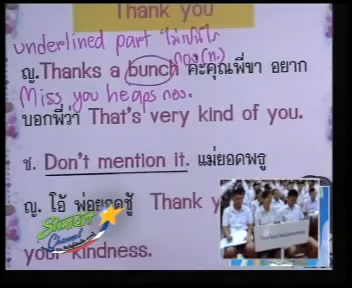 Thank you
underlined part ไม่เป็นไร
กอง(n.)
ญ.Thanks a bunch ค่ะคุณพี่ขา อยาก
Miss you heaps กอง.
บอกพี่ว่า That's very kind of you.
ช. Don't mention it. แม่ยอดพธู
ญ. โอ้ พ่อยอดชู้ Thank y
Student
Channel
your kindness.